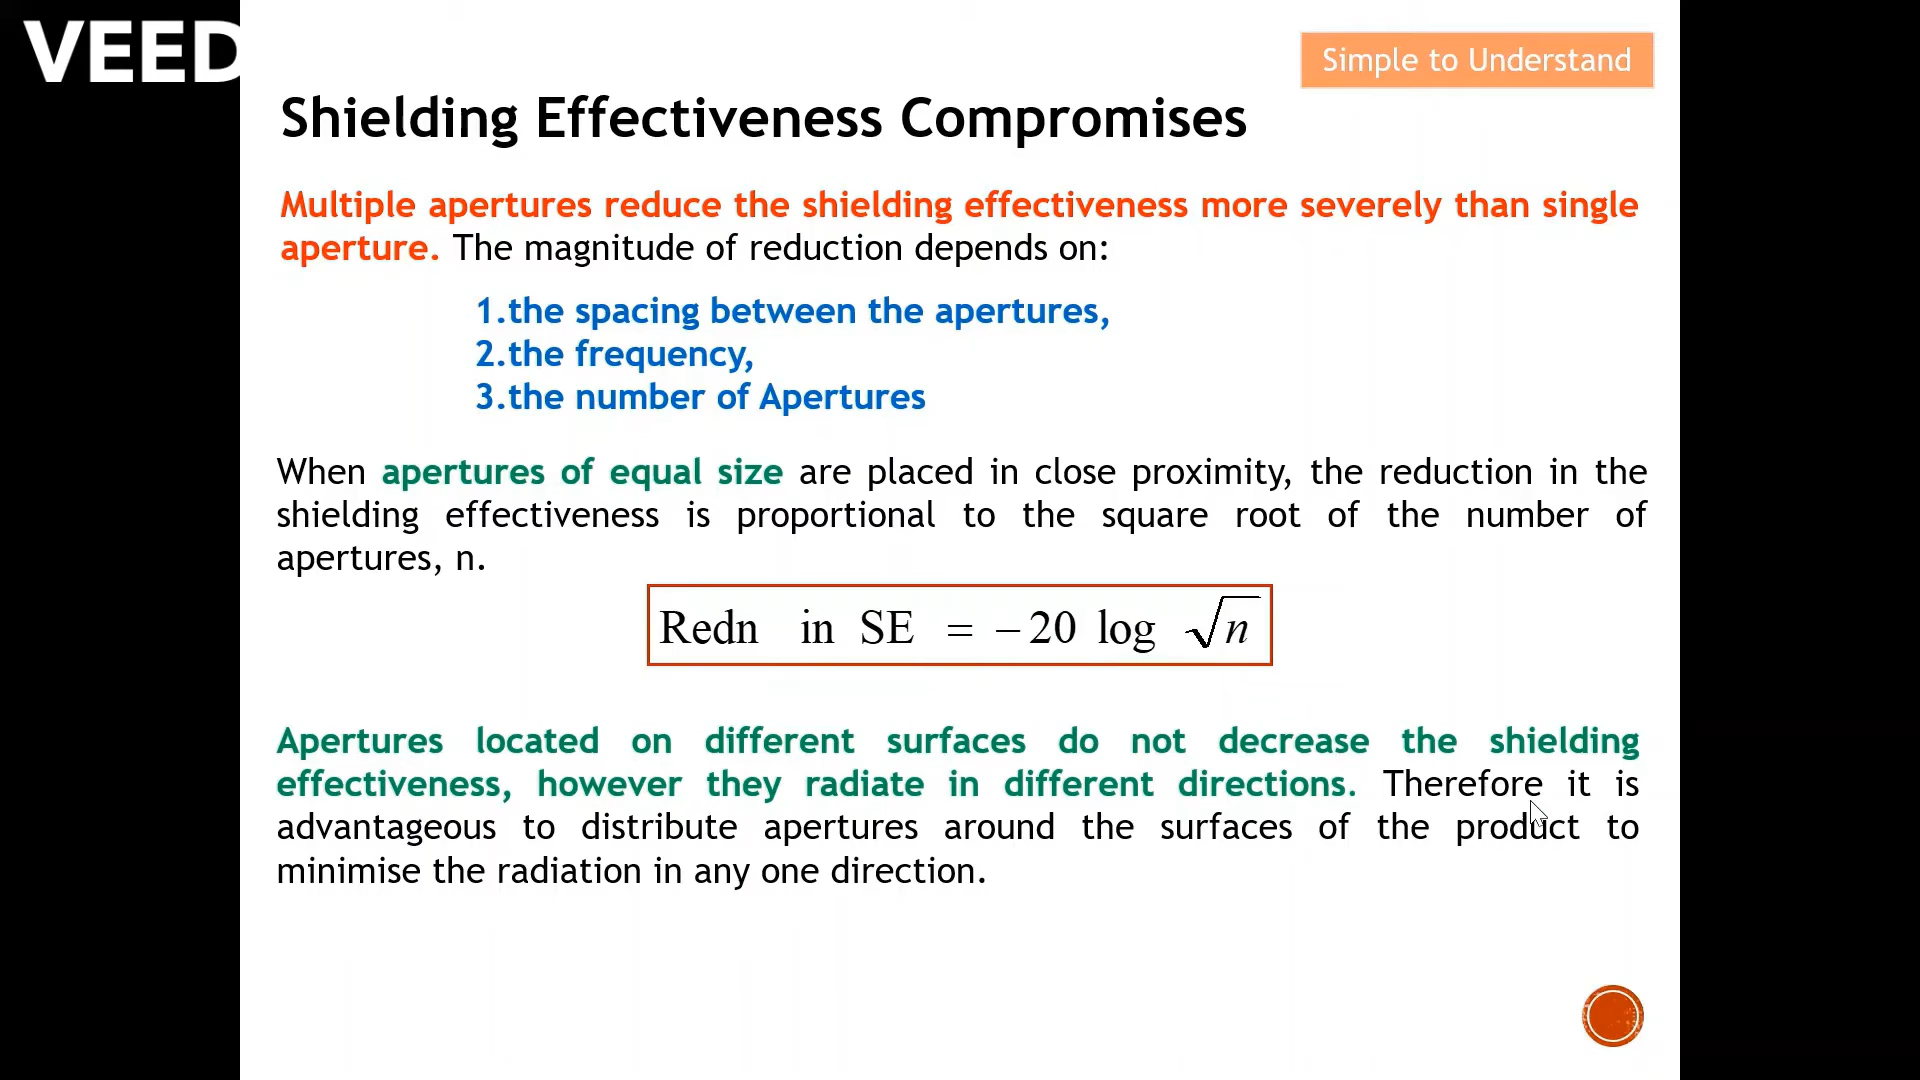 VEED
Simple to Understand
Shielding Effectiveness Compromises
Multiple apertures reduce the shielding effectiveness more severely than single
aperture. The magnitude of reduction depends on:
1.the spacing between the apertures,
2.the frequency,
3.the number of Apertures
When apertures of equal size are placed in close proximity, the reduction in the
shielding effectiveness is proportional to the square root of the number of
apertures, n.
Redn in SE = – 20 log √n
Apertures located on different surfaces do not decrease the shielding
effectiveness, however they radiate in different directions. Therefore it is
advantageous to distribute apertures around the surfaces of the product to
minimise the radiation in any one direction.